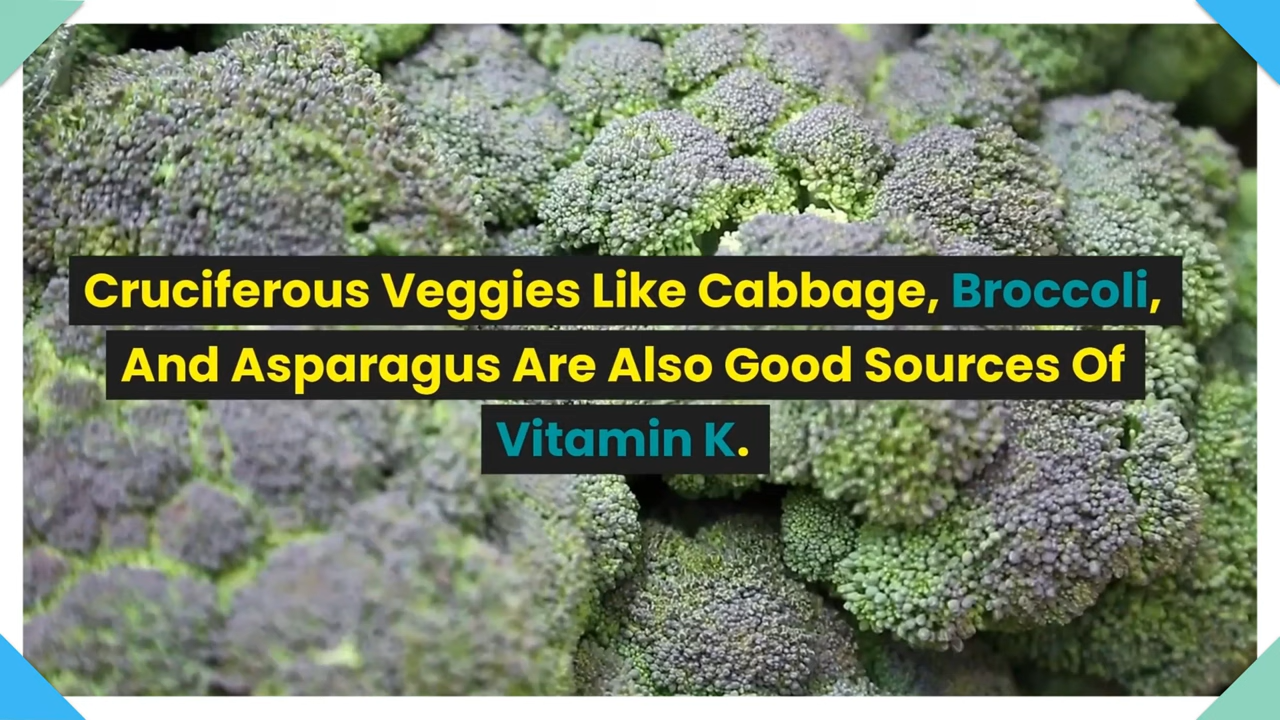 Cruciferous Veggies Like Cabbage, Broccoli,
And Asparagus Are Also Good Sources Of
Vitamin K.